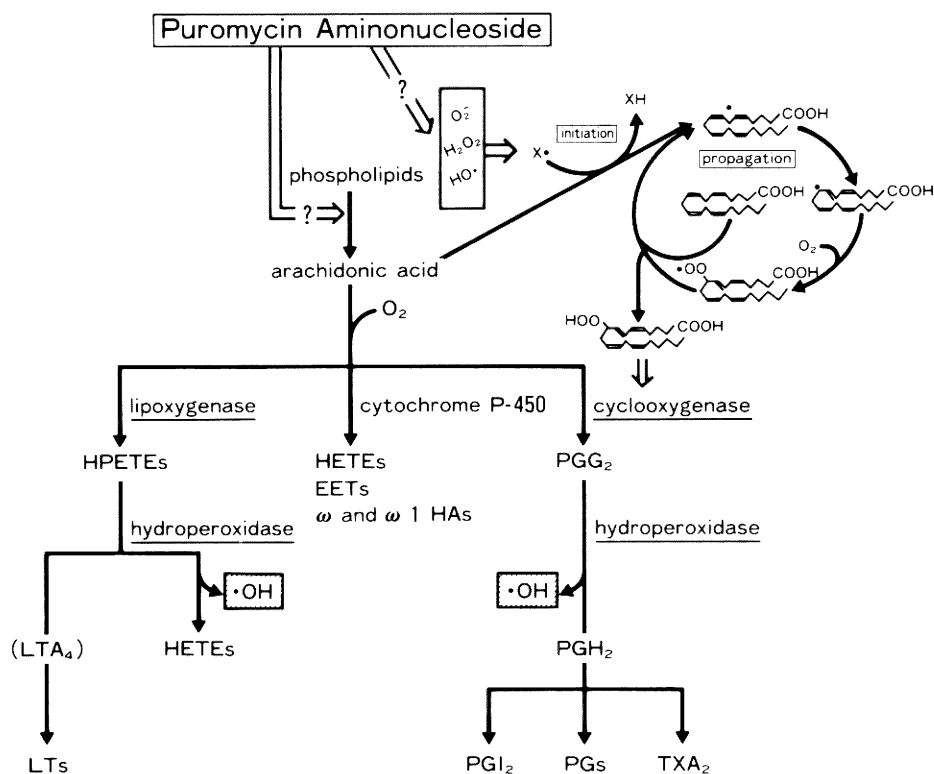 Puromycin Aminonucleoside
?
O₂⁻
H₂O₂
HO•
XH
X•
initiation
•
COOH
propagation
COOH
•
COOH
O₂
•OO
COOH
HOO
COOH
phospholipids
?
arachidonic acid
O₂
lipoxygenase
cytochrome P-450
cyclooxygenase
HPETEs
HETEs
EETs
ω and ω 1 HAs
PGG₂
hydroperoxidase
hydroperoxidase
•OH
•OH
(LTA₄)
HETEs
PGH₂
LTs
PGI₂
PGs
TXA₂